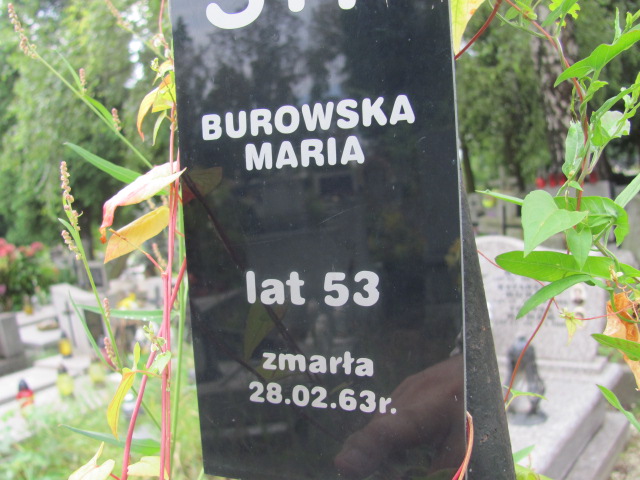 BUROWSKA
MARIA
lat 53
zmarła
28.02.63r.